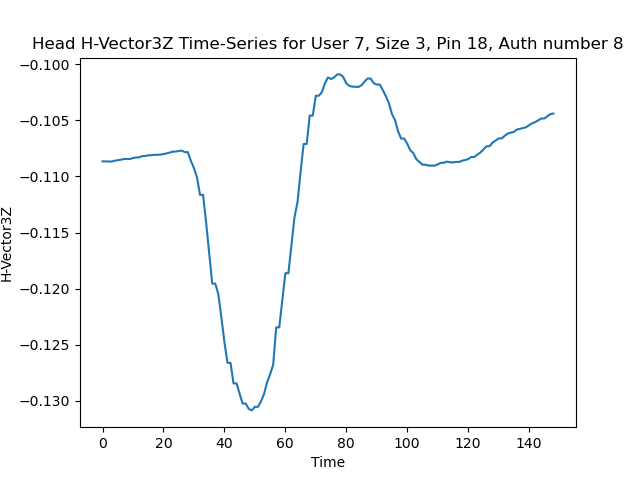 Head H-Vector3Z Time-Series for User 7, Size 3, Pin 18, Auth number 8
−0.100
−0.105
−0.110
−0.115
−0.120
−0.125
−0.130
H-Vector3Z
0 20 40 60 80 100 120 140
Time